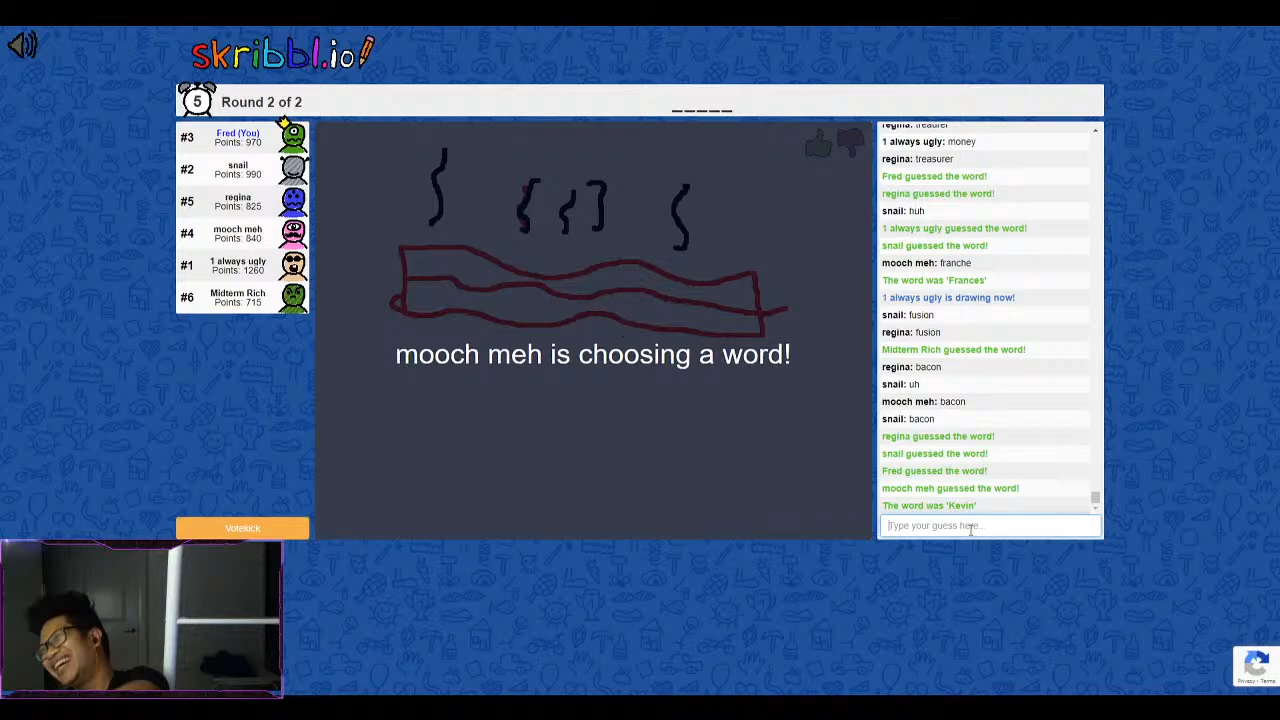 skribbl.io
5
Round 2 of 2
_____
#3 Fred (You)
Points: 970
#2 snail
Points: 990
#5 regina
Points: 825
#4 mooch meh
Points: 840
#1 1 always ugly
Points: 1260
#6 Midterm Rich
Points: 715
Votekick
mooch meh is choosing a word!
regina: treaurer
1 always ugly: money
regina: treasurer
Fred guessed the word!
regina guessed the word!
snail: huh
1 always ugly guessed the word!
snail guessed the word!
mooch meh: franche
The word was 'Frances'
1 always ugly is drawing now!
snail: fusion
regina: fusion
Midterm Rich guessed the word!
regina: bacon
snail: uh
mooch meh: bacon
snail: bacon
regina guessed the word!
snail guessed the word!
Fred guessed the word!
mooch meh guessed the word!
The word was 'Kevin'
Type your guess here...
Privacy - Terms